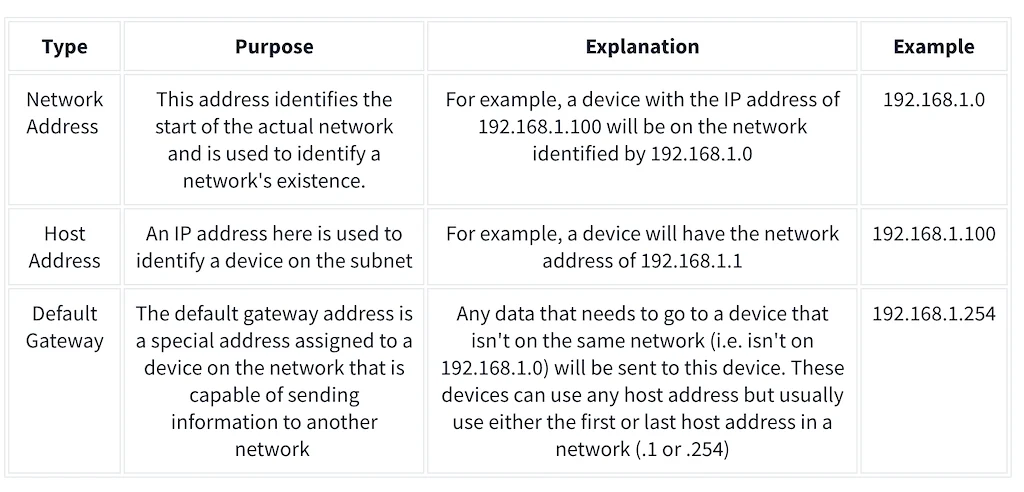 Type
Purpose
Explanation
Example
Network
Address
This address identifies the
start of the actual network
and is used to identify a
network's existence.
For example, a device with the IP address of
192.168.1.100 will be on the network
identified by 192.168.1.0
192.168.1.0
Host
Address
An IP address here is used to
identify a device on the subnet
For example, a device will have the network
address of 192.168.1.1
192.168.1.100
Default
Gateway
The default gateway address is
a special address assigned to a
device on the network that is
capable of sending
information to another
network
Any data that needs to go to a device that
isn't on the same network (i.e. isn't on
192.168.1.0) will be sent to this device. These
devices can use any host address but usually
use either the first or last host address in a
network (.1 or .254)
192.168.1.254